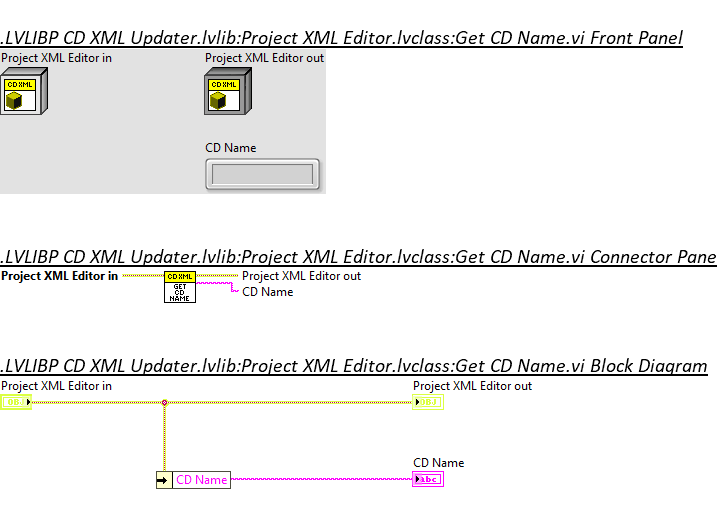 .LVLIBP CD XML Updater.lvlib:Project XML Editor.lvclass:Get CD Name.vi Front Panel
Project XML Editor in
Project XML Editor out
CD XML
CD XML
CD Name
.LVLIBP CD XML Updater.lvlib:Project XML Editor.lvclass:Get CD Name.vi Connector Pane
Project XML Editor in
CD XML
GET
CD
NAME
Project XML Editor out
CD Name
.LVLIBP CD XML Updater.lvlib:Project XML Editor.lvclass:Get CD Name.vi Block Diagram
Project XML Editor in
Project XML Editor out
CD Name
CD Name
abc